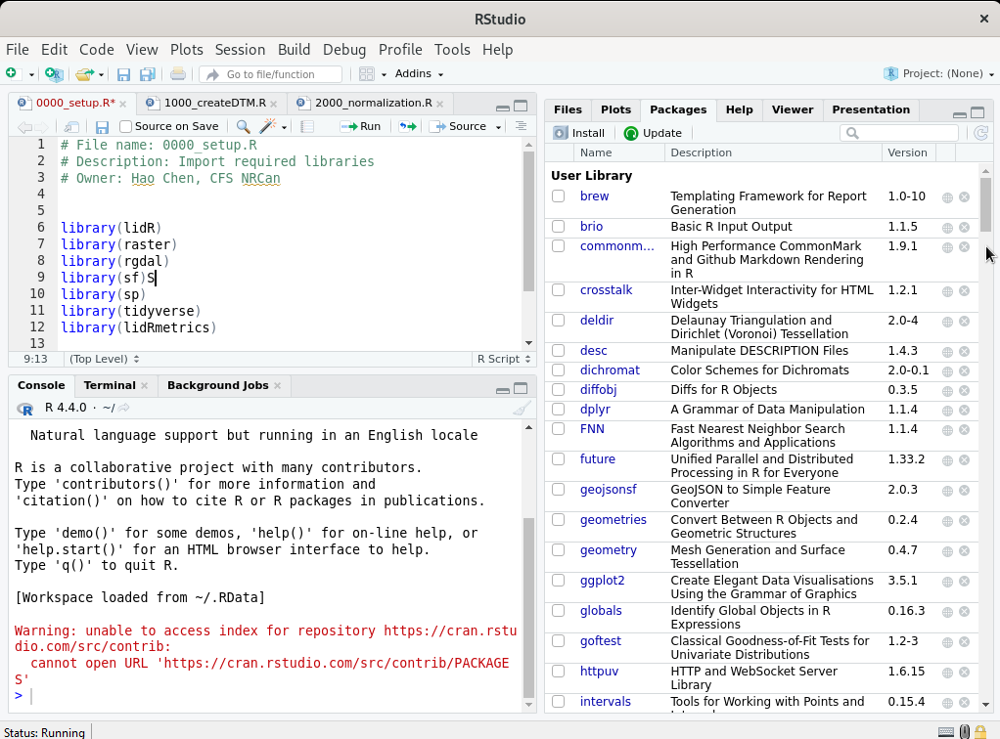 RStudio
File Edit Code View Plots Session Build Debug Profile Tools Help
Go to file/function Addins Project: (None)
0000_setup.R* 1000_createDTM.R 2000_normalization.R
Source on Save Run Source
1 # File name: 0000_setup.R
2 # Description: Import required libraries
3 # Owner: Hao Chen, CFS NRCan
4
5
6 library(lidR)
7 library(raster)
8 library(rgdal)
9 library(sf)S
10 library(sp)
11 library(tidyverse)
12 library(lidRmetrics)
13
9:13 (Top Level) R Script
Console Terminal Background Jobs
R 4.4.0 · ~/
Natural language support but running in an English locale
R is a collaborative project with many contributors.
Type 'contributors()' for more information and
'citation()' on how to cite R or R packages in publications.
Type 'demo()' for some demos, 'help()' for on-line help, or
'help.start()' for an HTML browser interface to help.
Type 'q()' to quit R.
[Workspace loaded from ~/.RData]
Warning: unable to access index for repository https://cran.rstu
dio.com/src/contrib:
cannot open URL 'https://cran.rstudio.com/src/contrib/PACKAGE
S'
>
Files Plots Packages Help Viewer Presentation
Install Update
Name Description Version
User Library
brew Templating Framework for Report 1.0-10
Generation
brio Basic R Input Output 1.1.5
commonm... High Performance CommonMark 1.9.1
and Github Markdown Rendering
in R
crosstalk Inter-Widget Interactivity for HTML 1.2.1
Widgets
deldir Delaunay Triangulation and 2.0-4
Dirichlet (Voronoi) Tessellation
desc Manipulate DESCRIPTION Files 1.4.3
dichromat Color Schemes for Dichromats 2.0-0.1
diffobj Diffs for R Objects 0.3.5
dplyr A Grammar of Data Manipulation 1.1.4
FNN Fast Nearest Neighbor Search 1.1.4
Algorithms and Applications
future Unified Parallel and Distributed 1.33.2
Processing in R for Everyone
geojsonsf GeoJSON to Simple Feature 2.0.3
Converter
geometries Convert Between R Objects and 0.2.4
Geometric Structures
geometry Mesh Generation and Surface 0.4.7
Tessellation
ggplot2 Create Elegant Data Visualisations 3.5.1
Using the Grammar of Graphics
globals Identify Global Objects in R 0.16.3
Expressions
goftest Classical Goodness-of-Fit Tests for 1.2-3
Univariate Distributions
httpuv HTTP and WebSocket Server 1.6.15
Library
intervals Tools for Working with Points and 0.15.4
Status: Running